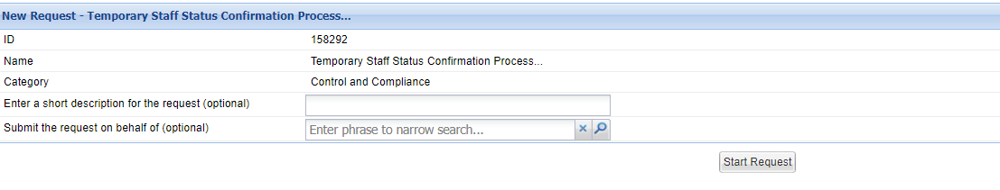 New Request - Temporary Staff Status Confirmation Process...
ID 158292
Name Temporary Staff Status Confirmation Process...
Category Control and Compliance
Enter a short description for the request (optional)
Submit the request on behalf of (optional) Enter phrase to narrow search...
Start Request